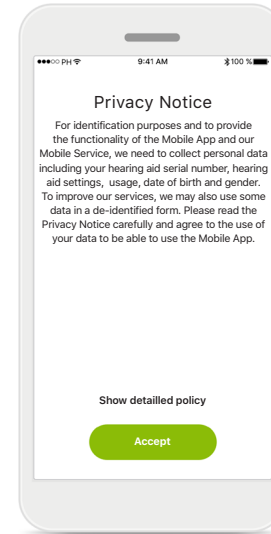 ●●●○○ PH 9:41 AM 100 %
Privacy Notice
For identification purposes and to provide
the functionality of the Mobile App and our
Mobile Service, we need to collect personal data
including your hearing aid serial number, hearing
aid settings, usage, date of birth and gender.
To improve our services, we may also use some
data in a de-identified form. Please read the
Privacy Notice carefully and agree to the use of
your data to be able to use the Mobile App.
Show detailled policy
Accept